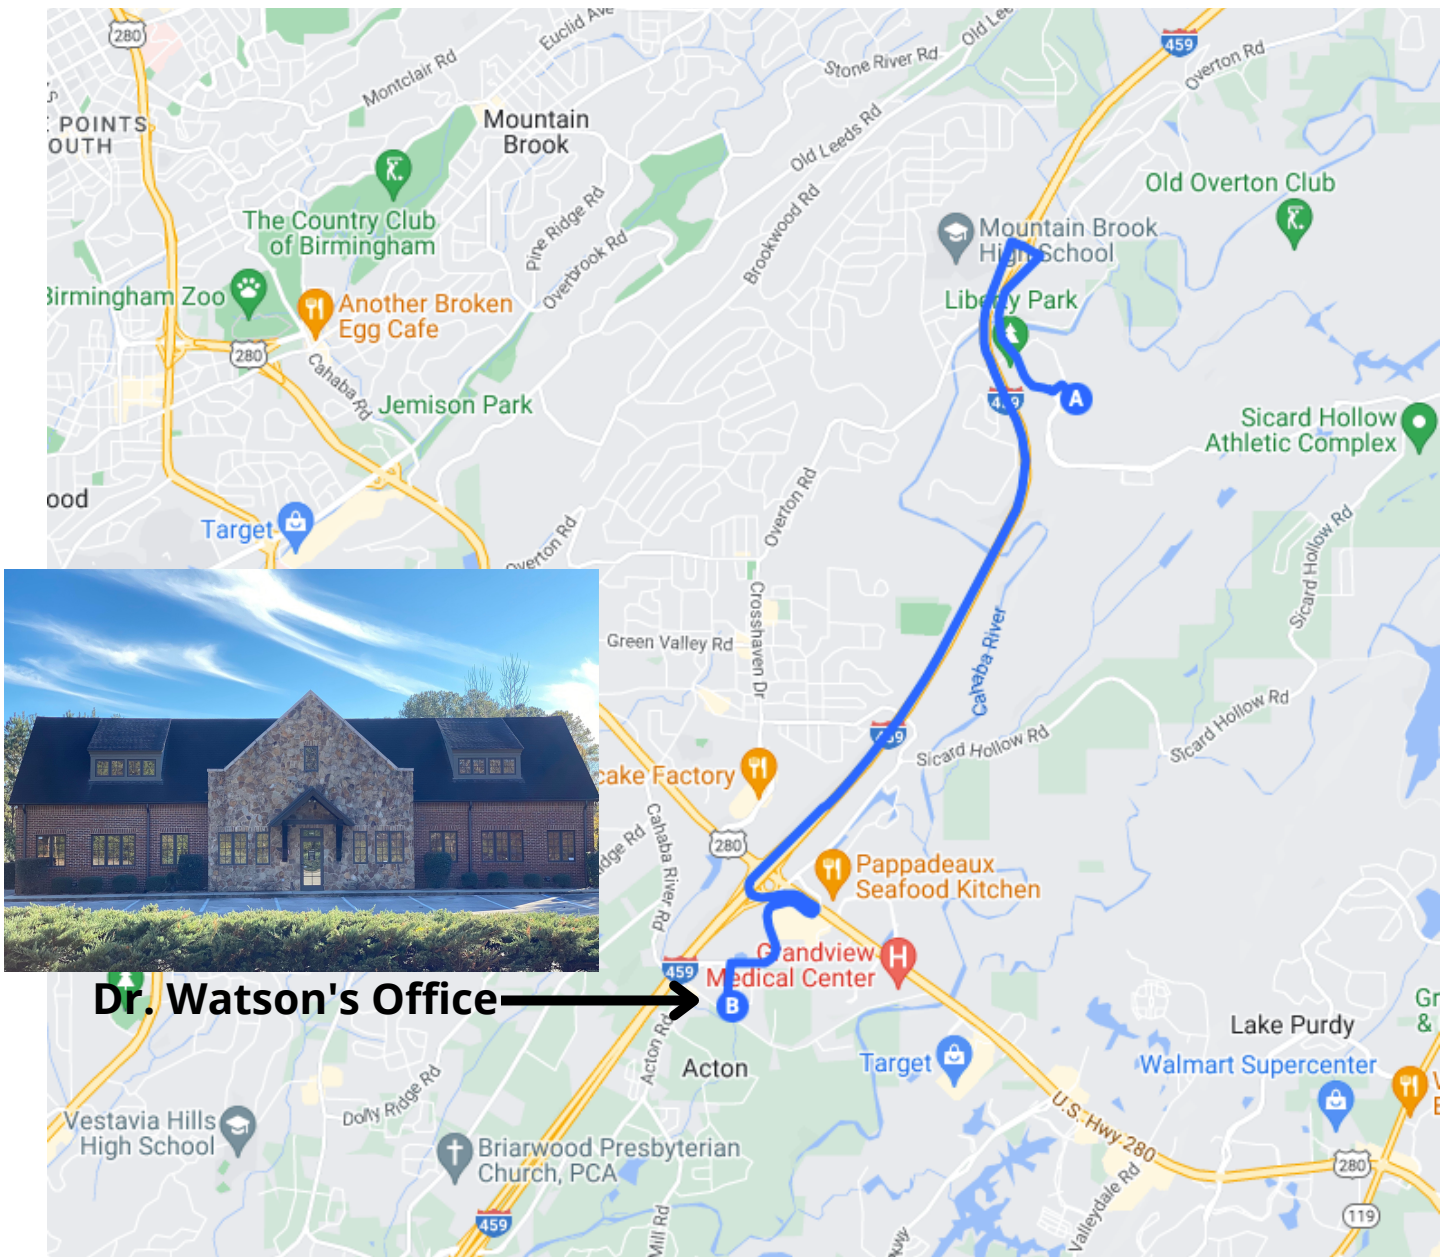 280
Euclid Ave
Old Lee
459
Overton Rd
Montclair Rd
Stone River Rd
POINTS
OUTH
Mountain
Brook
Old Leeds Rd
Old Overton Club
The Country Club
of Birmingham
Pine Ridge Rd
Brookwood Rd
Mountain Brook
High School
Overbrook Rd
Birmingham Zoo
Another Broken
Egg Cafe
Liberty Park
280
Cahaba Rd
Jemison Park
459
A
Sicard Hollow
Athletic Complex
ood
Target
Overton Rd
Overton Rd
Sicard Hollow Rd
Crosshaven Dr
Green Valley Rd
Cahaba River
Sicard Hollow Rd
Sicard Hollow Rd
459
cake Factory
Cahaba River Rd
idge Rd
280
Pappadeaux
Seafood Kitchen
Grandview
Medical Center
H
459
Dr. Watson's Office
B
Acton Rd
Acton
Target
Lake Purdy
Walmart Supercenter
Gr
&
Dolly Ridge Rd
Vestavia Hills
High School
Briarwood Presbyterian
Church, PCA
U.S. Hwy 280
280
Valleydale Rd
119
459
Mill Rd